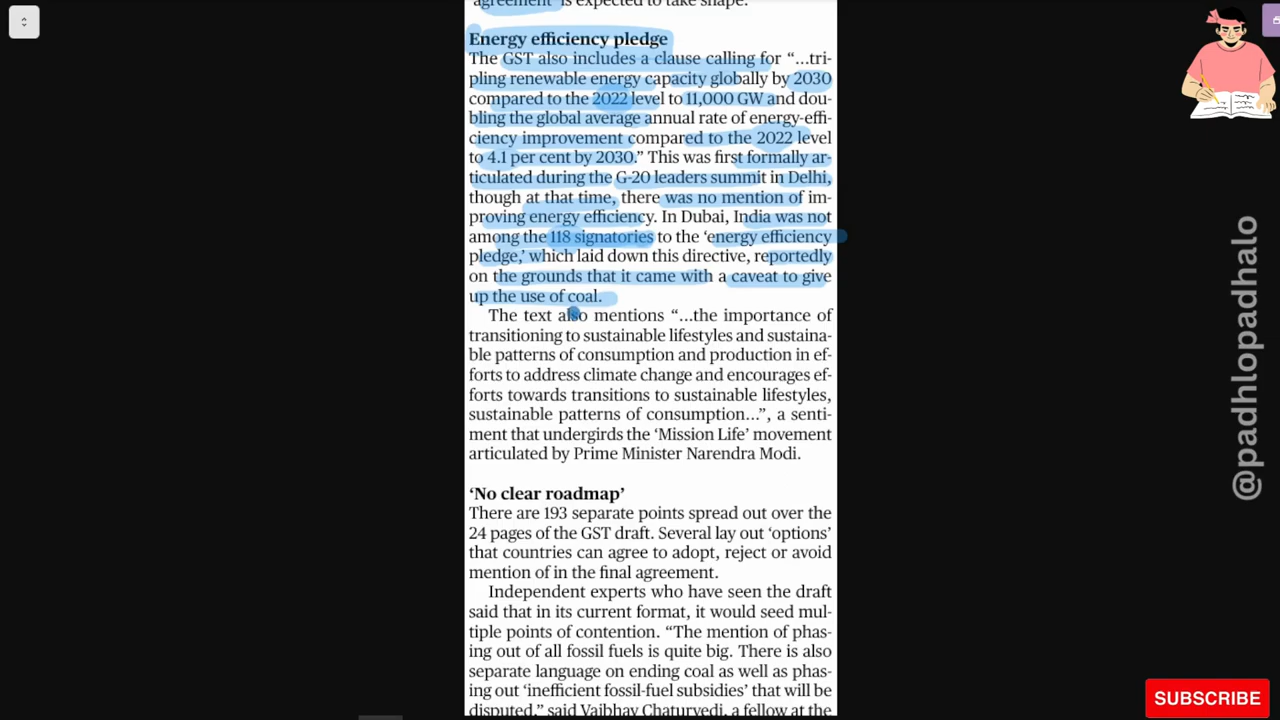 agreement' is expected to take shape.
Energy efficiency pledge
The GST also includes a clause calling for “...tri-
pling renewable energy capacity globally by 2030
compared to the 2022 level to 11,000 GW and dou-
bling the global average annual rate of energy-effi-
ciency improvement compared to the 2022 level
to 4.1 per cent by 2030.” This was first formally ar-
ticulated during the G-20 leaders summit in Delhi,
though at that time, there was no mention of im-
proving energy efficiency. In Dubai, India was not
among the 118 signatories to the ‘energy efficiency
pledge,’ which laid down this directive, reportedly
on the grounds that it came with a caveat to give
up the use of coal.
The text also mentions “...the importance of
transitioning to sustainable lifestyles and sustaina-
ble patterns of consumption and production in ef-
forts to address climate change and encourages ef-
forts towards transitions to sustainable lifestyles,
sustainable patterns of consumption...”, a senti-
ment that undergirds the ‘Mission Life’ movement
articulated by Prime Minister Narendra Modi.
‘No clear roadmap’
There are 193 separate points spread out over the
24 pages of the GST draft. Several lay out ‘options’
that countries can agree to adopt, reject or avoid
mention of in the final agreement.
Independent experts who have seen the draft
said that in its current format, it would seed mul-
tiple points of contention. “The mention of phas-
ing out of all fossil fuels is quite big. There is also
separate language on ending coal as well as phas-
ing out ‘inefficient fossil-fuel subsidies’ that will be
disputed,” said Vaibhav Chaturvedi, a fellow at the
@padhlopadhalo
SUBSCRIBE